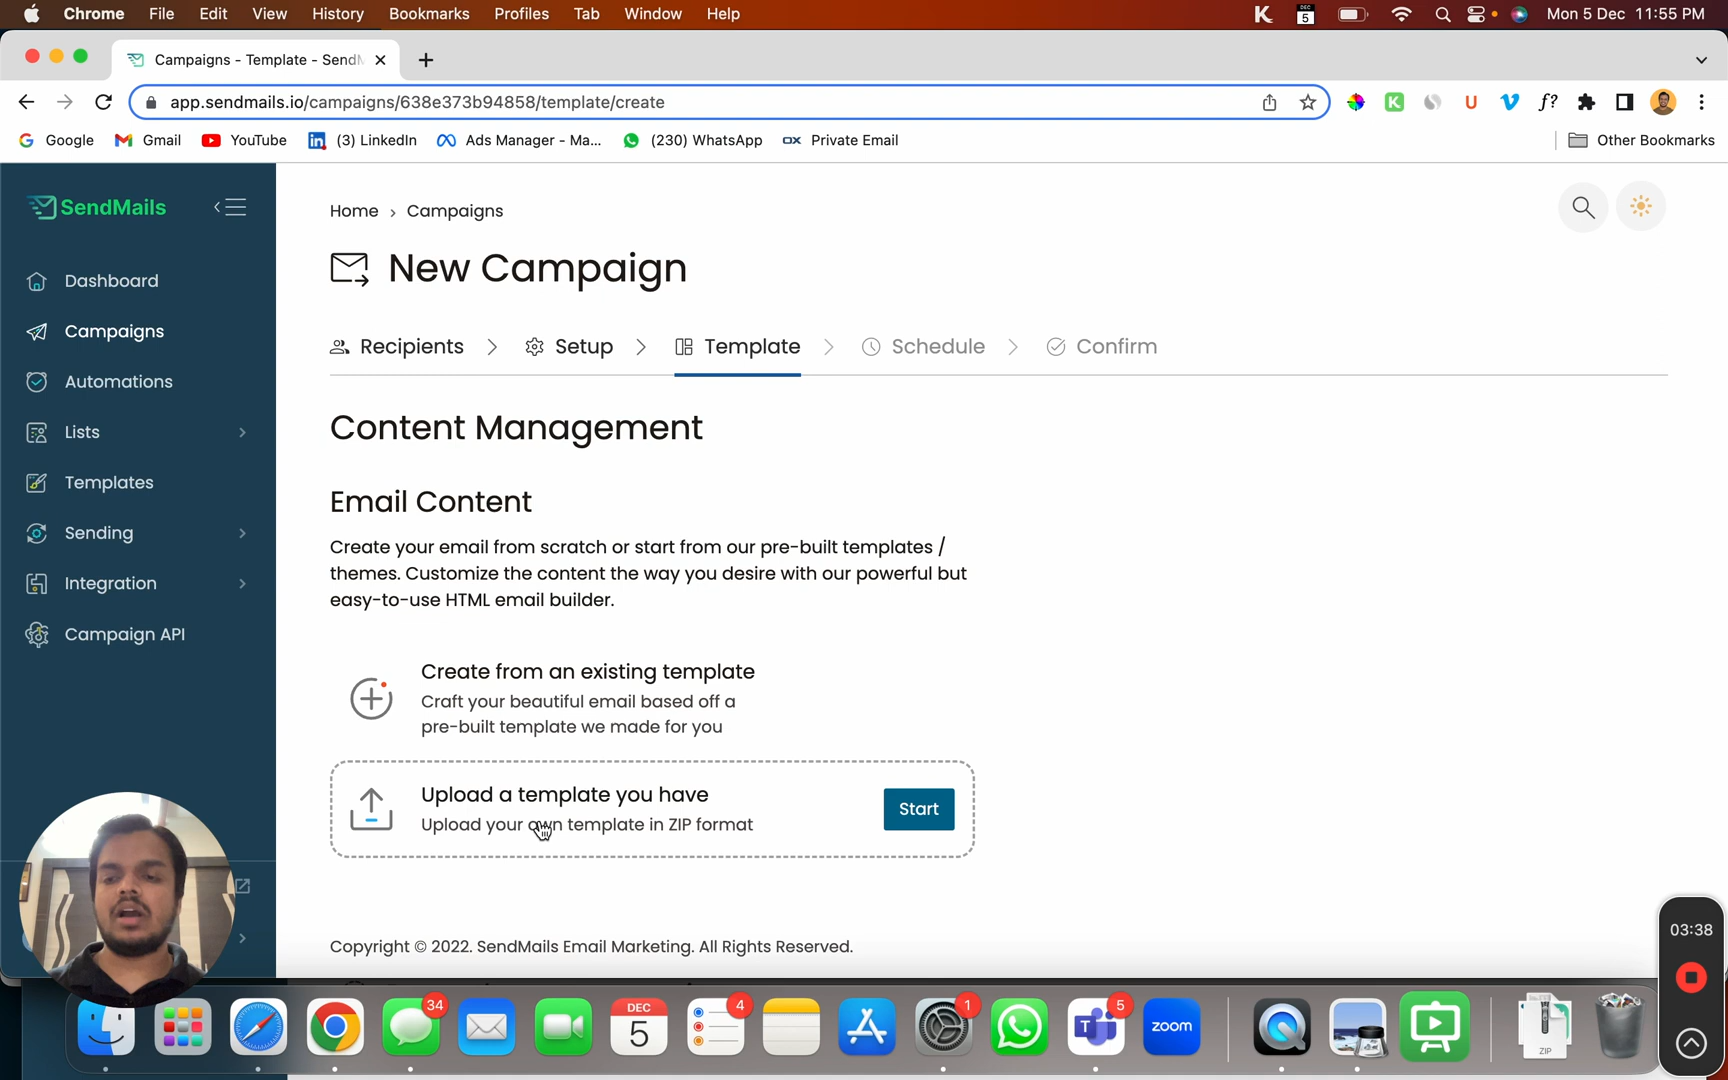 Chrome File Edit View History Bookmarks Profiles Tab Window Help
DEC 5
Mon 5 Dec 11:55 PM
Campaigns - Template - Send
app.sendmails.io/campaigns/638e373b94858/template/create
Google Gmail YouTube (3) LinkedIn Ads Manager - Ma... (230) WhatsApp OX Private Email Other Bookmarks
SendMails
Dashboard
Campaigns
Automations
Lists
Templates
Sending
Integration
Campaign API
Home › Campaigns
New Campaign
Recipients Setup Template Schedule Confirm
Content Management
Email Content
Create your email from scratch or start from our pre-built templates /
themes. Customize the content the way you desire with our powerful but
easy-to-use HTML email builder.
Create from an existing template
Craft your beautiful email based off a
pre-built template we made for you
Upload a template you have
Upload your own template in ZIP format
Start
Copyright © 2022. SendMails Email Marketing. All Rights Reserved.
03:38
34
DEC
5
4
1
5
zoom
ZIP